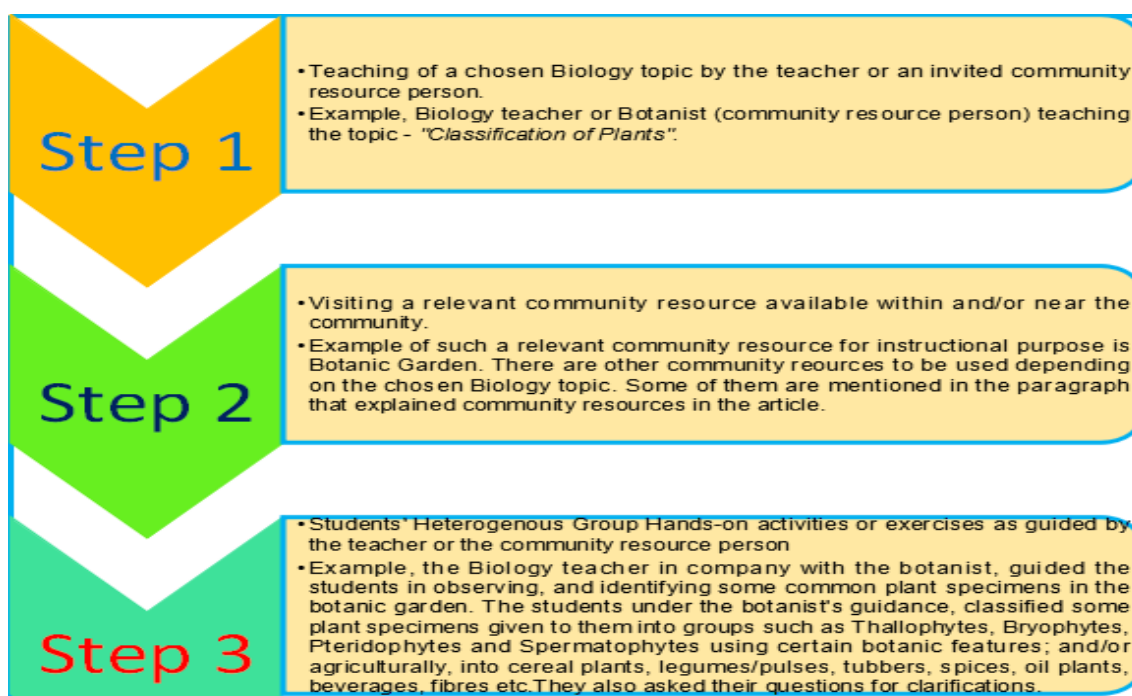 Step 1
•Teaching of a chosen Biology topic by the teacher or an invited community
resource person.
•Example, Biology teacher or Botanist (community resource person) teaching
the topic - "Classification of Plants".
Step 2
•Visiting a relevant community resource available within and/or near the
community.
•Example of such a relevant community resource for instructional purpose is
Botanic Garden. There are other community reources to be used depending
on the chosen Biology topic. Some of them are mentioned in the paragraph
that explained community resources in the article.
Step 3
•Students' Heterogenous Group Hands-on activities or exercises as guided by
the teacher or the community resource person
•Example, the Biology teacher in company with the botanist, guided the
students in observing, and identifying some common plant specimens in the
botanic garden. The students under the botanist's guidance, classified some
plant specimens given to them into groups such as Thallophytes, Bryophytes,
Pteridophytes and Spermatophytes using certain botanic features; and/or
agriculturally, into cereal plants, legumes/pulses, tubbers, spices, oil plants,
beverages, fibres etc.They also asked their questions for clarifications.